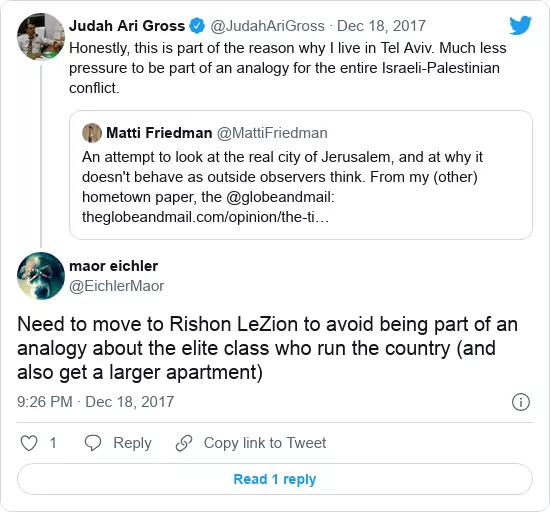 Judah Ari Gross @JudahAriGross · Dec 18, 2017
Honestly, this is part of the reason why I live in Tel Aviv. Much less
pressure to be part of an analogy for the entire Israeli-Palestinian
conflict.
Matti Friedman @MattiFriedman
An attempt to look at the real city of Jerusalem, and at why it
doesn't behave as outside observers think. From my (other)
hometown paper, the @globeandmail:
theglobeandmail.com/opinion/the-ti…
maor eichler
@EichlerMaor
Need to move to Rishon LeZion to avoid being part of an
analogy about the elite class who run the country (and
also get a larger apartment)
9:26 PM · Dec 18, 2017
1 Reply Copy link to Tweet
Read 1 reply